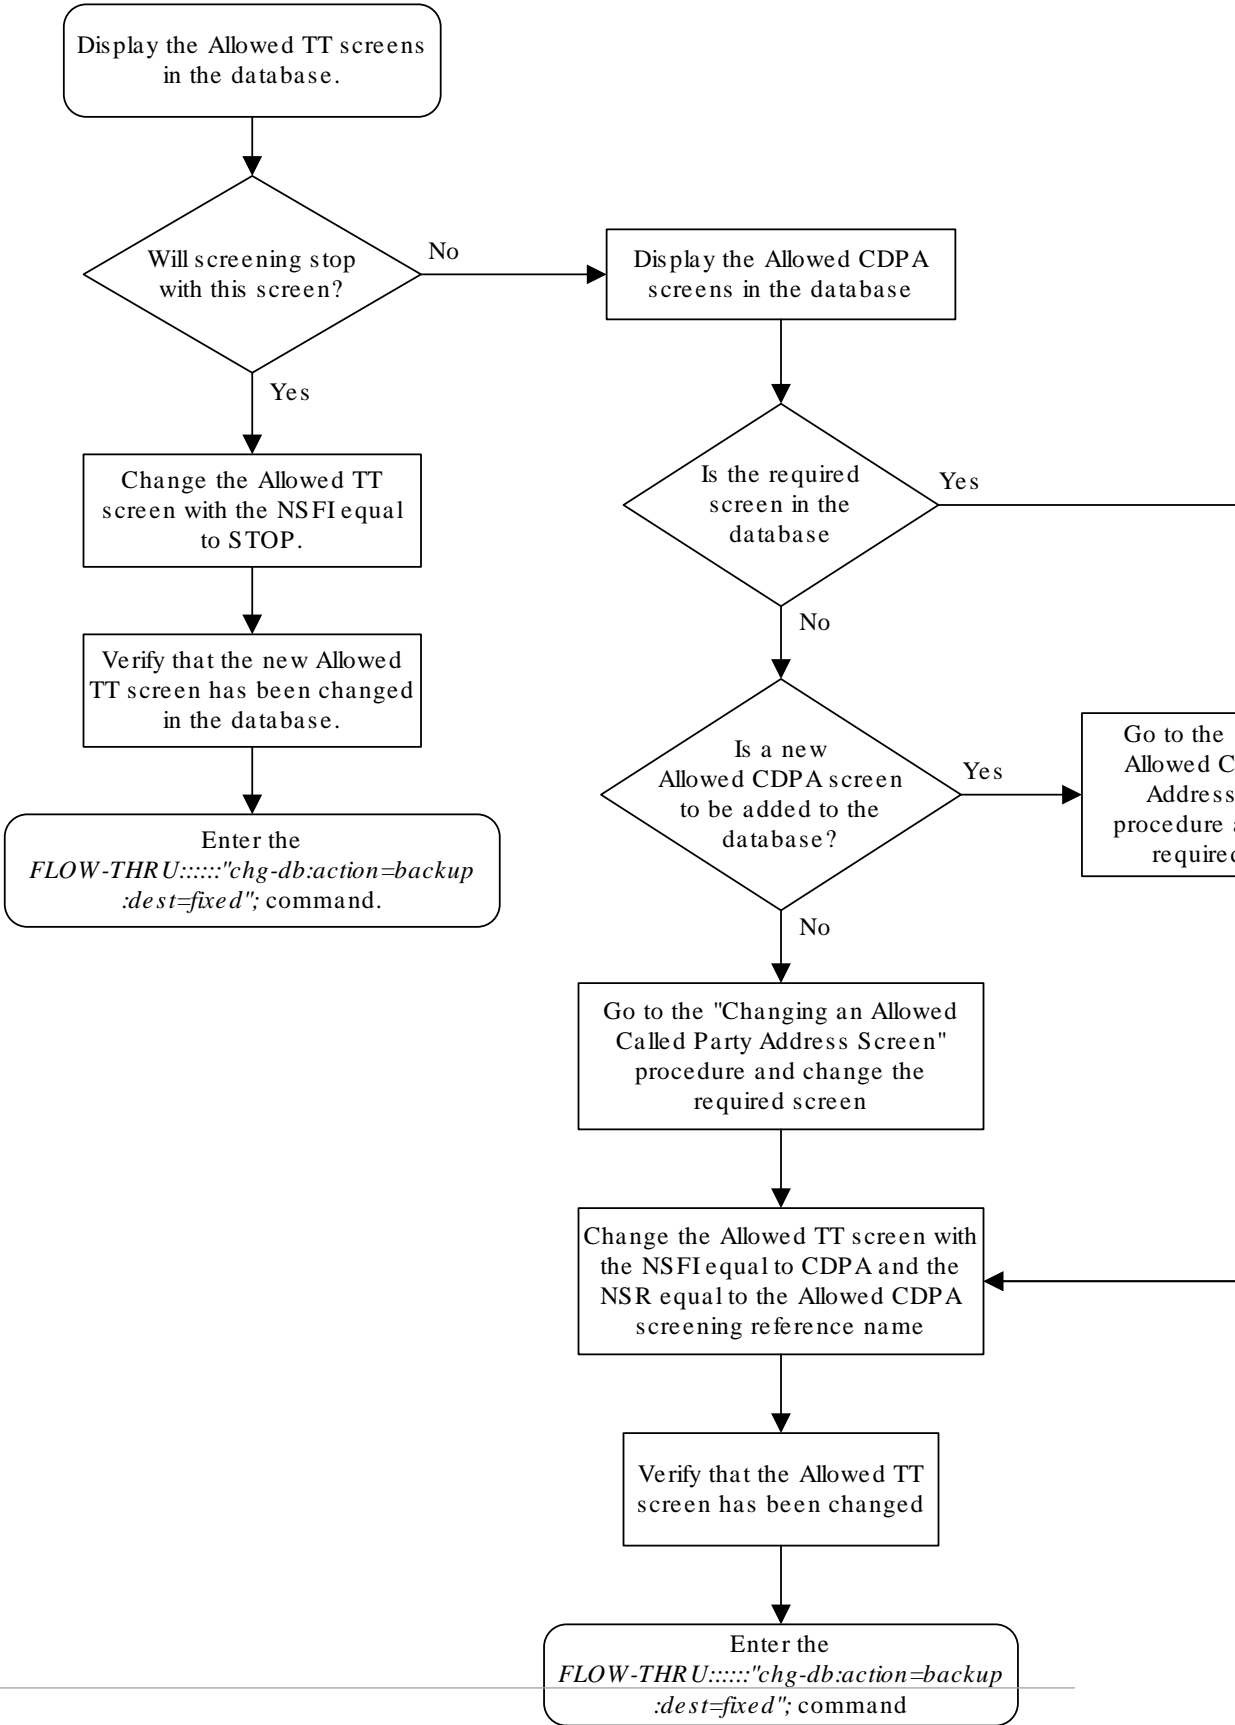 Display the Allowed TT screens
in the database.
Will screening stop
with this screen?
No
Yes
Change the Allowed TT
screen with the NSFI equal
to STOP.
Verify that the new Allowed
TT screen has been changed
in the database.
Enter the
FLOW-THRU::::::"chg-db:action=backup
:dest=fixed"; command.
Display the Allowed CDPA
screens in the database
Is the required
screen in the
database
Yes
No
Is a new
Allowed CDPA screen
to be added to the
database?
Yes
No
Go to the
Allowed
Address
procedure
Go to the "Changing an Allowed
Called Party Address Screen"
procedure and change the
required screen
Change the Allowed TT screen with
the NSFI equal to CDPA and the
NSR equal to the Allowed CDPA
screening reference name
Verify that the Allowed TT
screen has been changed
Enter the
FLOW-THRU::::::"chg-db:action=backup
:dest=fixed"; command